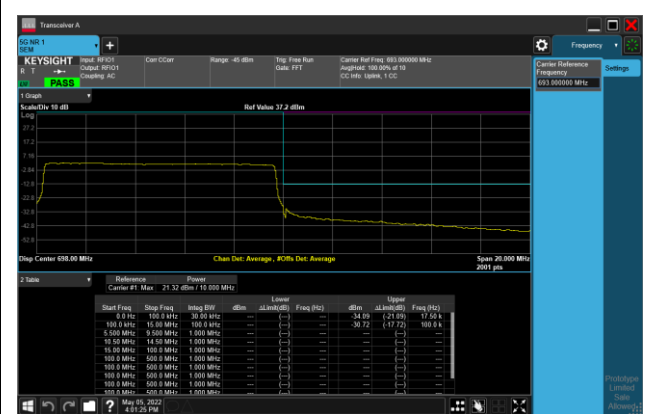 Transceiver A
5G NR 1
SEM
Frequency
KEYSIGHT
R T
PASS
Input: RFIO1
Output: RFIO1
Coupling: AC
Corr CCorr
Range: -45 dBm
Trig: Free Run
Gate: FFT
Carrier Ref Freq: 693.000000 MHz
Avg|Hold: 100.00% of 10
CC Info: Uplink, 1 CC
Carrier Reference
Frequency
693.000000 MHz
Settings
1 Graph
Scale/Div 10 dB
Ref Value 37.2 dBm
Log
27.2
17.2
7.16
-2.84
-12.8
-22.8
-32.8
-42.8
-52.8
Disp Center 698.00 MHz
Chan Det: Average, #Offs Det: Average
Span 20.000 MHz
2001 pts
2 Table
Reference Power
Carrier #1 Max 21.32 dBm / 10.000 MHz
Lower Upper
Start Freq Stop Freq Integ BW dBm ΔLimit(dB) Freq (Hz) dBm ΔLimit(dB) Freq (Hz)
0.0 Hz 100.0 kHz 30.00 kHz --- (---) --- -34.09 (-21.09) 17.50 k
100.0 kHz 15.00 MHz 100.0 kHz --- (---) --- -30.72 (-17.72) 100.0 k
5.500 MHz 9.500 MHz 1.000 MHz --- (---) --- --- (---) ---
10.50 MHz 14.50 MHz 1.000 MHz --- (---) --- --- (---) ---
15.00 MHz 100.0 MHz 1.000 MHz --- (---) --- --- (---) ---
100.0 MHz 500.0 MHz 1.000 MHz --- (---) --- --- (---) ---
100.0 MHz 500.0 MHz 1.000 MHz --- (---) --- --- (---) ---
100.0 MHz 500.0 MHz 1.000 MHz --- (---) --- --- (---) ---
100.0 MHz 500.0 MHz 1.000 MHz --- (---) --- --- (---) ---
100.0 MHz 500.0 MHz 1.000 MHz --- (---) --- --- (---) ---
Prototype
Limited
Sale
Allowed
?
May 05, 2022
4:01:25 PM